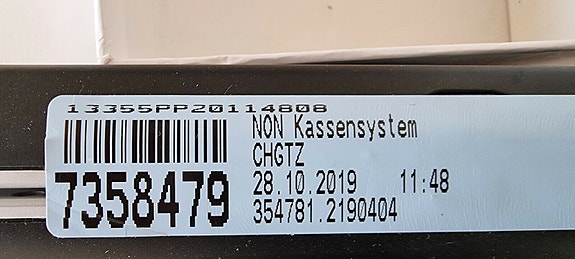 13355PP20114808
NON Kassensystem
CHGTZ
28.10.2019 11:48
354781.2190404
7358479